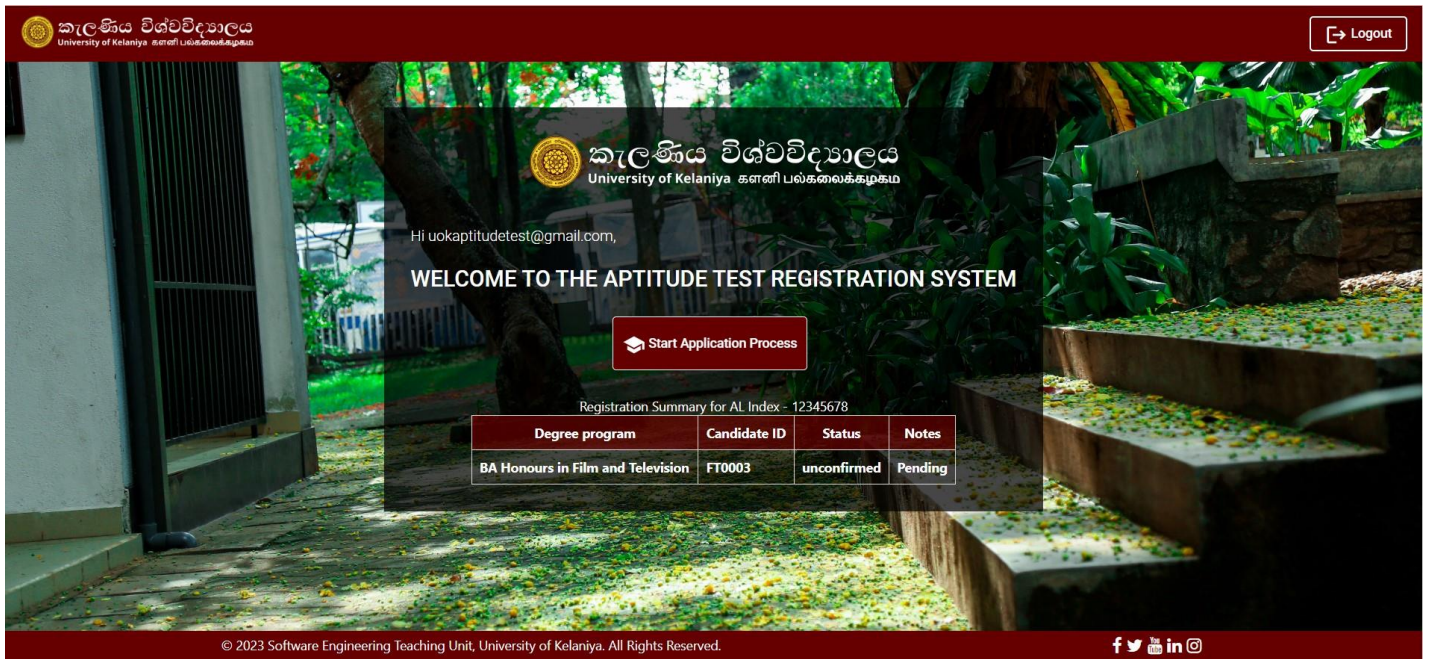 කැලණිය විශ්වවිද්‍යාලය
University of Kelaniya களனி பல்கலைக்கழகம்
Logout
කැලණිය විශ්වවිද්‍යාලය
University of Kelaniya களனி பல்கலைக்கழகம்
Hi uokaptitudetest@gmail.com,
WELCOME TO THE APTITUDE TEST REGISTRATION SYSTEM
Start Application Process
Registration Summary for AL Index - 12345678
Degree program Candidate ID Status Notes
BA Honours in Film and Television FT0003 unconfirmed Pending
© 2023 Software Engineering Teaching Unit, University of Kelaniya. All Rights Reserved.